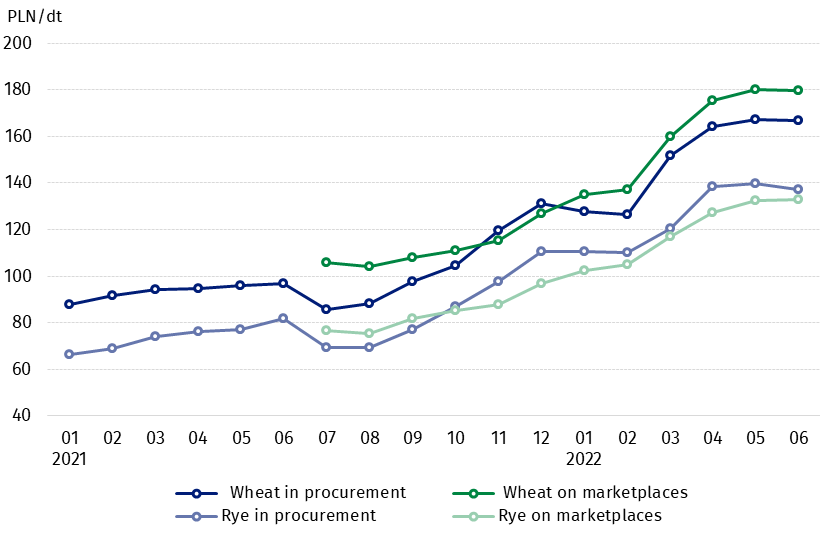 PLN/dt
200
180
160
140
120
100
80
60
40
01 02 03 04 05 06 07 08 09 10 11 12 01 02 03 04 05 06
2021 2022
Wheat in procurement Wheat on marketplaces
Rye in procurement Rye on marketplaces